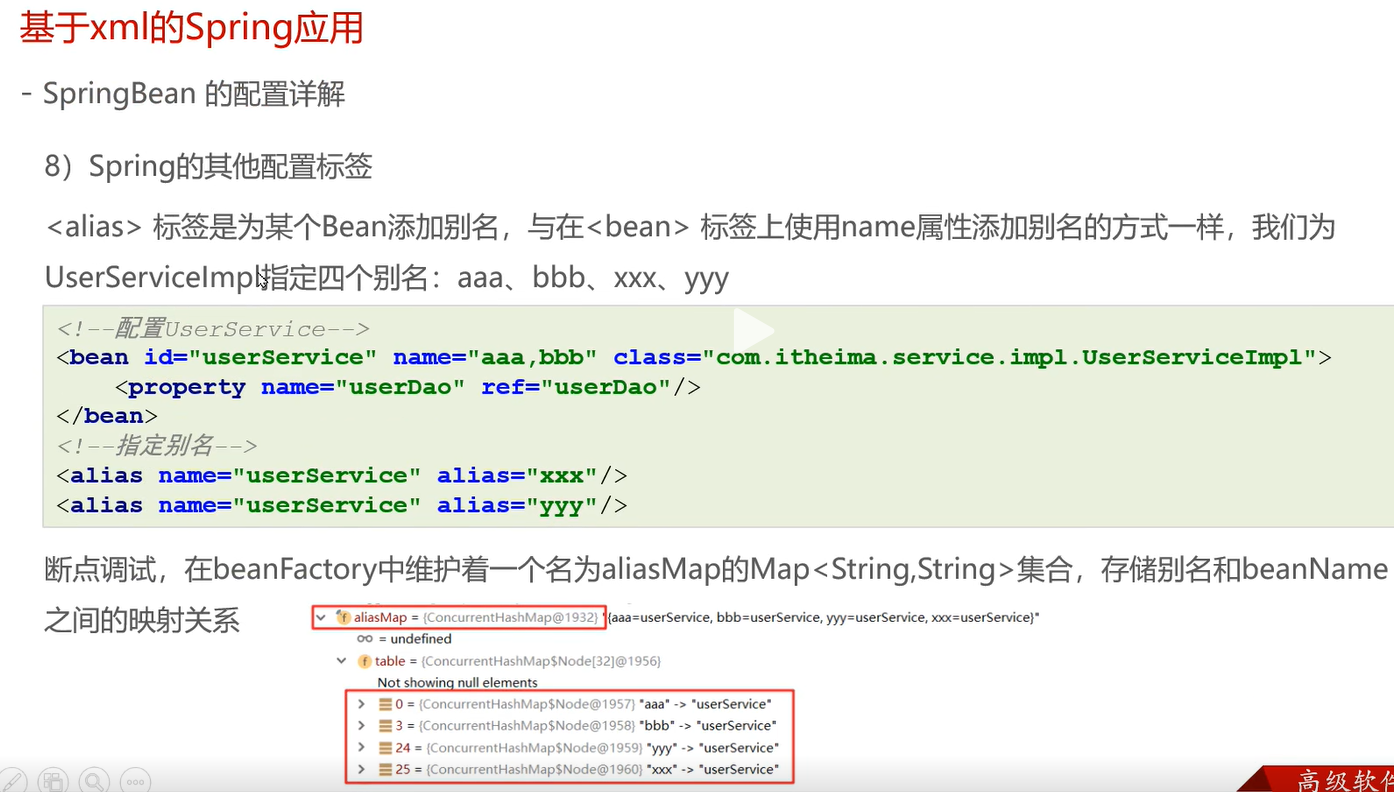 基于xml的Spring应用
- SpringBean 的配置详解
8）Spring的其他配置标签
<alias> 标签是为某个Bean添加别名，与在<bean> 标签上使用name属性添加别名的方式一样，我们为
UserServiceImpl指定四个别名：aaa、bbb、xxx、yyy
<!--配置UserService-->
<bean id="userService" name="aaa,bbb" class="com.itheima.service.impl.UserServiceImpl">
    <property name="userDao" ref="userDao"/>
</bean>
<!--指定别名-->
<alias name="userService" alias="xxx"/>
<alias name="userService" alias="yyy"/>
断点调试，在beanFactory中维护着一个名为aliasMap的Map<String,String>集合，存储别名和beanName
之间的映射关系
f aliasMap = {ConcurrentHashMap@1932} "{aaa=userService, bbb=userService, yyy=userService, xxx=userService}"
oo = undefined
f table = {ConcurrentHashMap$Node[32]@1956}
Not showing null elements
0 = {ConcurrentHashMap$Node@1957} "aaa" -> "userService"
3 = {ConcurrentHashMap$Node@1958} "bbb" -> "userService"
24 = {ConcurrentHashMap$Node@1959} "yyy" -> "userService"
25 = {ConcurrentHashMap$Node@1960} "xxx" -> "userService"
高级软件